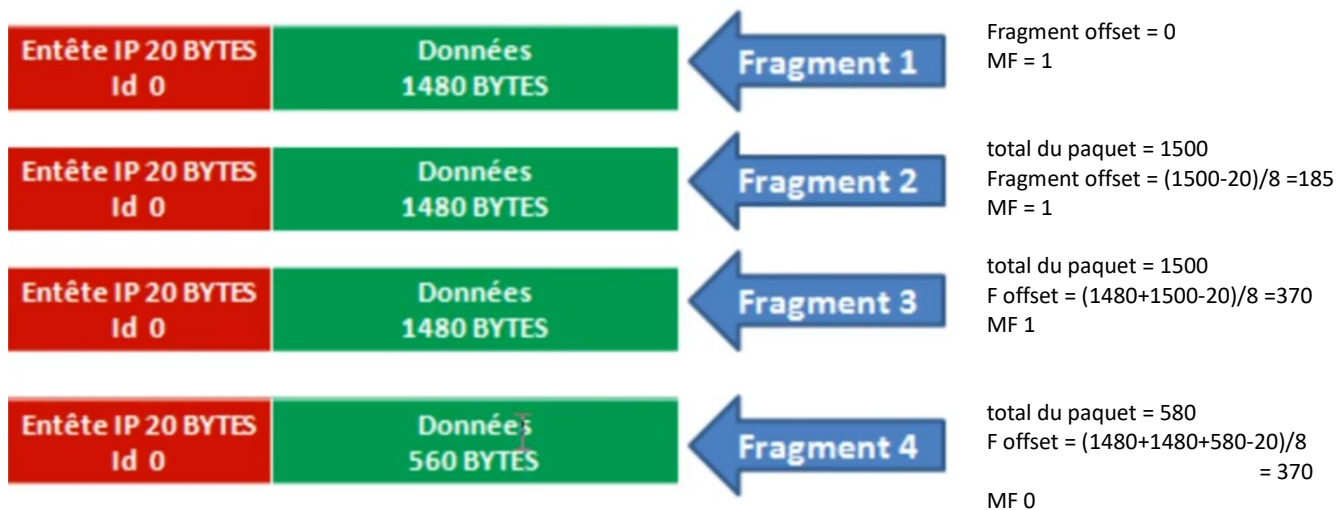 Entête IP 20 BYTES
Id 0
Données
1480 BYTES
Fragment 1
Fragment offset = 0
MF = 1
Entête IP 20 BYTES
Id 0
Données
1480 BYTES
Fragment 2
total du paquet = 1500
Fragment offset = (1500-20)/8 =185
MF = 1
Entête IP 20 BYTES
Id 0
Données
1480 BYTES
Fragment 3
total du paquet = 1500
F offset = (1480+1500-20)/8 =370
MF 1
Entête IP 20 BYTES
Id 0
Données
560 BYTES
Fragment 4
total du paquet = 580
F offset = (1480+1480+580-20)/8
= 370
MF 0